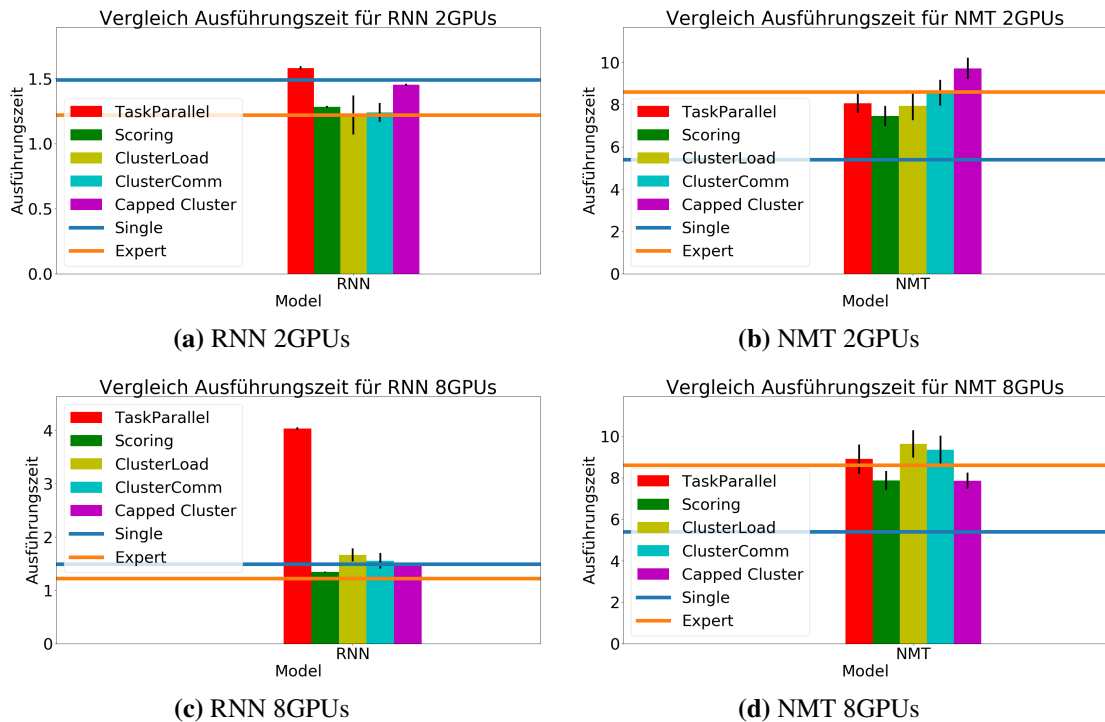 Vergleich Ausführungszeit für RNN 2GPUs
Ausführungszeit
1.5
1.0
0.5
0.0
TaskParallel
Scoring
ClusterLoad
ClusterComm
Capped Cluster
Single
Expert
RNN
Model
(a) RNN 2GPUs
Vergleich Ausführungszeit für NMT 2GPUs
Ausführungszeit
10
8
6
4
2
0
TaskParallel
Scoring
ClusterLoad
ClusterComm
Capped Cluster
Single
Expert
NMT
Model
(b) NMT 2GPUs
Vergleich Ausführungszeit für RNN 8GPUs
Ausführungszeit
4
3
2
1
0
TaskParallel
Scoring
ClusterLoad
ClusterComm
Capped Cluster
Single
Expert
RNN
Model
(c) RNN 8GPUs
Vergleich Ausführungszeit für NMT 8GPUs
Ausführungszeit
10
8
6
4
2
0
TaskParallel
Scoring
ClusterLoad
ClusterComm
Capped Cluster
Single
Expert
NMT
Model
(d) NMT 8GPUs